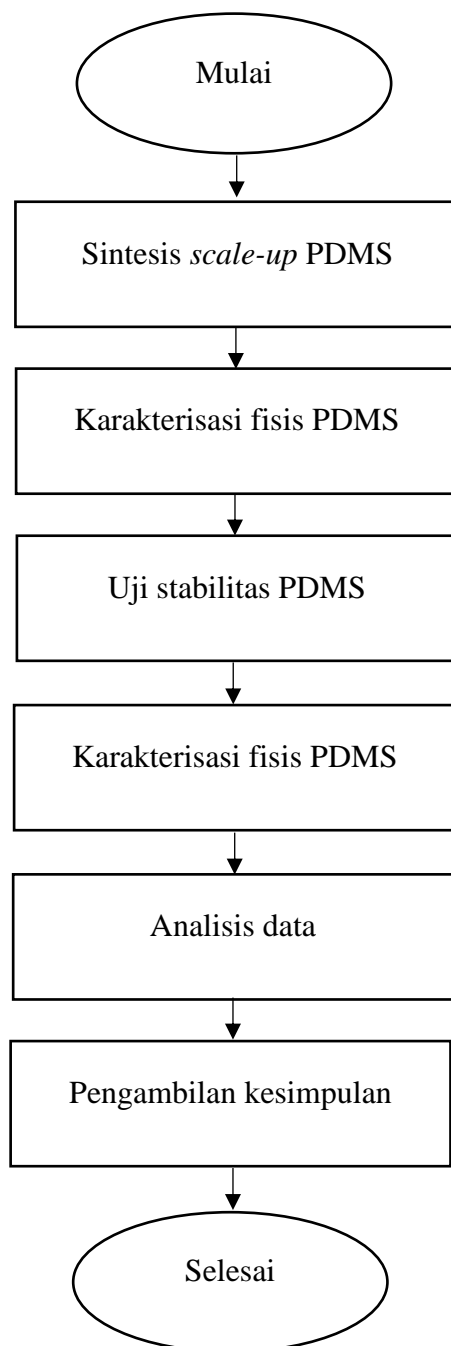 Mulai
Sintesis scale-up PDMS
Karakterisasi fisis PDMS
Uji stabilitas PDMS
Karakterisasi fisis PDMS
Analisis data
Pengambilan kesimpulan
Selesai